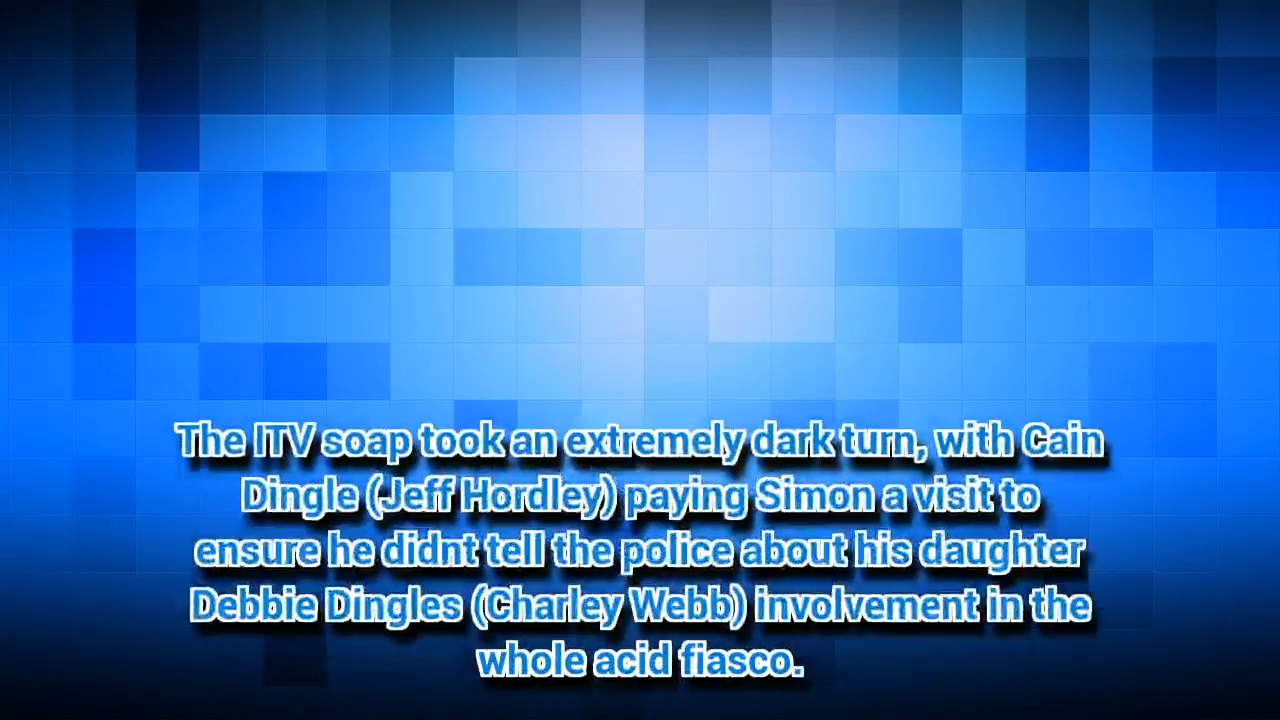 The ITV soap took an extremely dark turn, with Cain
Dingle (Jeff Hordley) paying Simon a visit to
ensure he didnt tell the police about his daughter
Debbie Dingles (Charley Webb) involvement in the
whole acid fiasco.